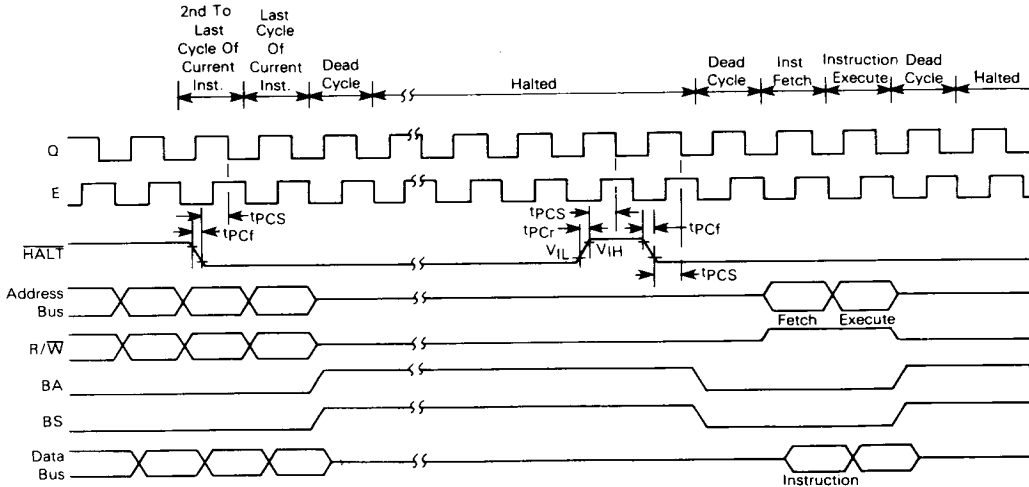 2nd To
Last
Cycle Of
Current
Inst.
Last
Cycle
Of
Current
Inst.
Dead
Cycle
Halted
Dead
Cycle
Inst
Fetch
Instruction
Execute
Dead
Cycle
Halted
Q
E
tPCS
tPCf
tPCS
tPCr
tPCf
HALT
VIL
VIH
tPCS
Address
Bus
Fetch
Execute
R/W
BA
BS
Data
Bus
Instruction